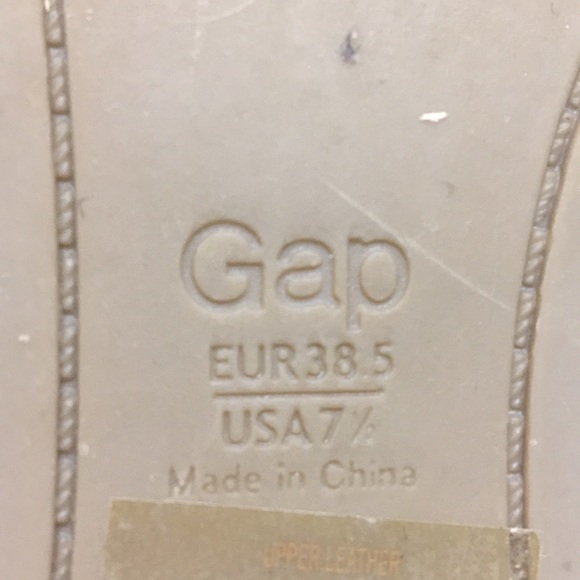 Gap
EUR38.5
USA7½
Made in China
UPPER:LEATHER